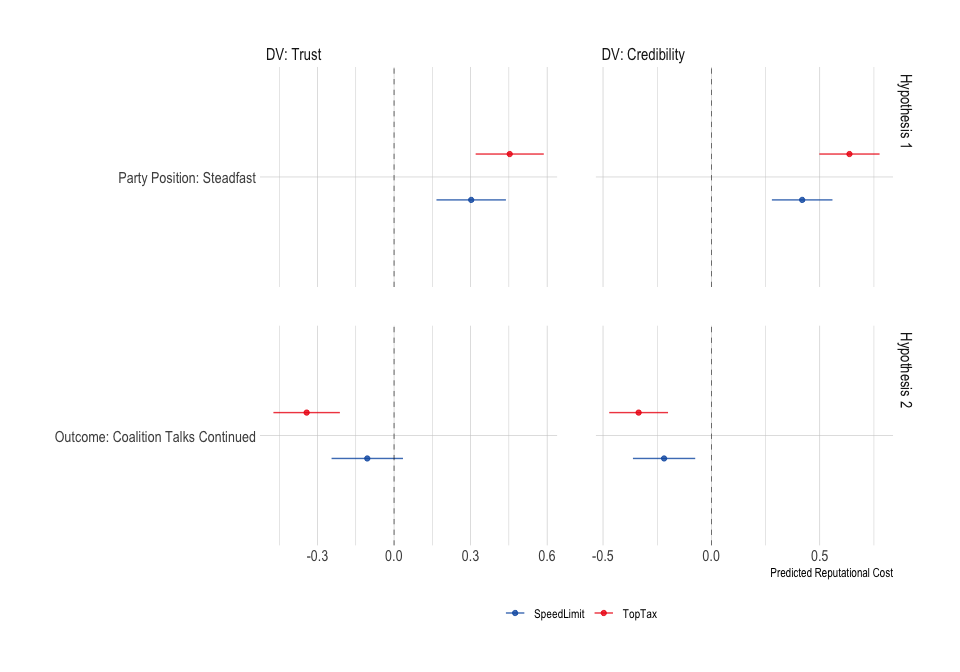 DV: Trust
DV: Credibility
Hypothesis 1
Party Position: Steadfast
Hypothesis 2
Outcome: Coalition Talks Continued
-0.3 0.0 0.3 0.6
-0.5 0.0 0.5
Predicted Reputational Cost
SpeedLimit TopTax